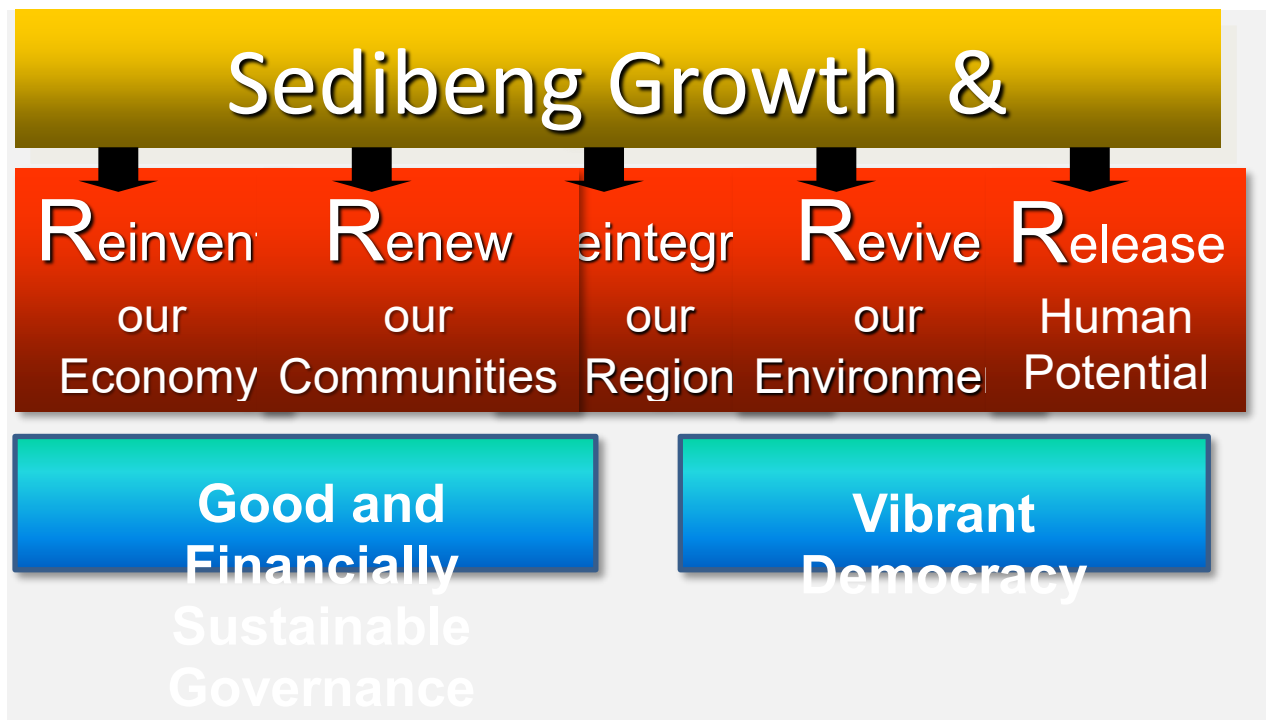 Sedibeng Growth &
Reinvent
our
Economy
Renew
our
Communities
eintegr
our
Region
Revive
our
Environme
Release
Human
Potential
Good and
Financially
Sustainable
Governance
Vibrant
Democracy